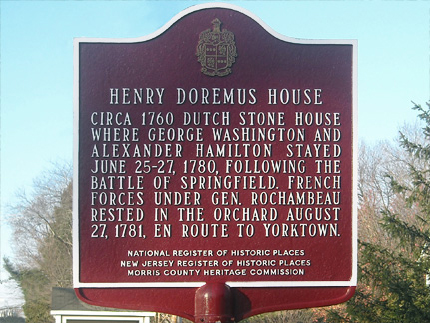 HENRY DOREMUS HOUSE
CIRCA 1760 DUTCH STONE HOUSE
WHERE GEORGE WASHINGTON AND
ALEXANDER HAMILTON STAYED
JUNE 25-27, 1780, FOLLOWING THE
BATTLE OF SPRINGFIELD. FRENCH
FORCES UNDER GEN. ROCHAMBEAU
RESTED IN THE ORCHARD AUGUST
27, 1781, EN ROUTE TO YORKTOWN.
NATIONAL REGISTER OF HISTORIC PLACES
NEW JERSEY REGISTER OF HISTORIC PLACES
MORRIS COUNTY HERITAGE COMMISSION